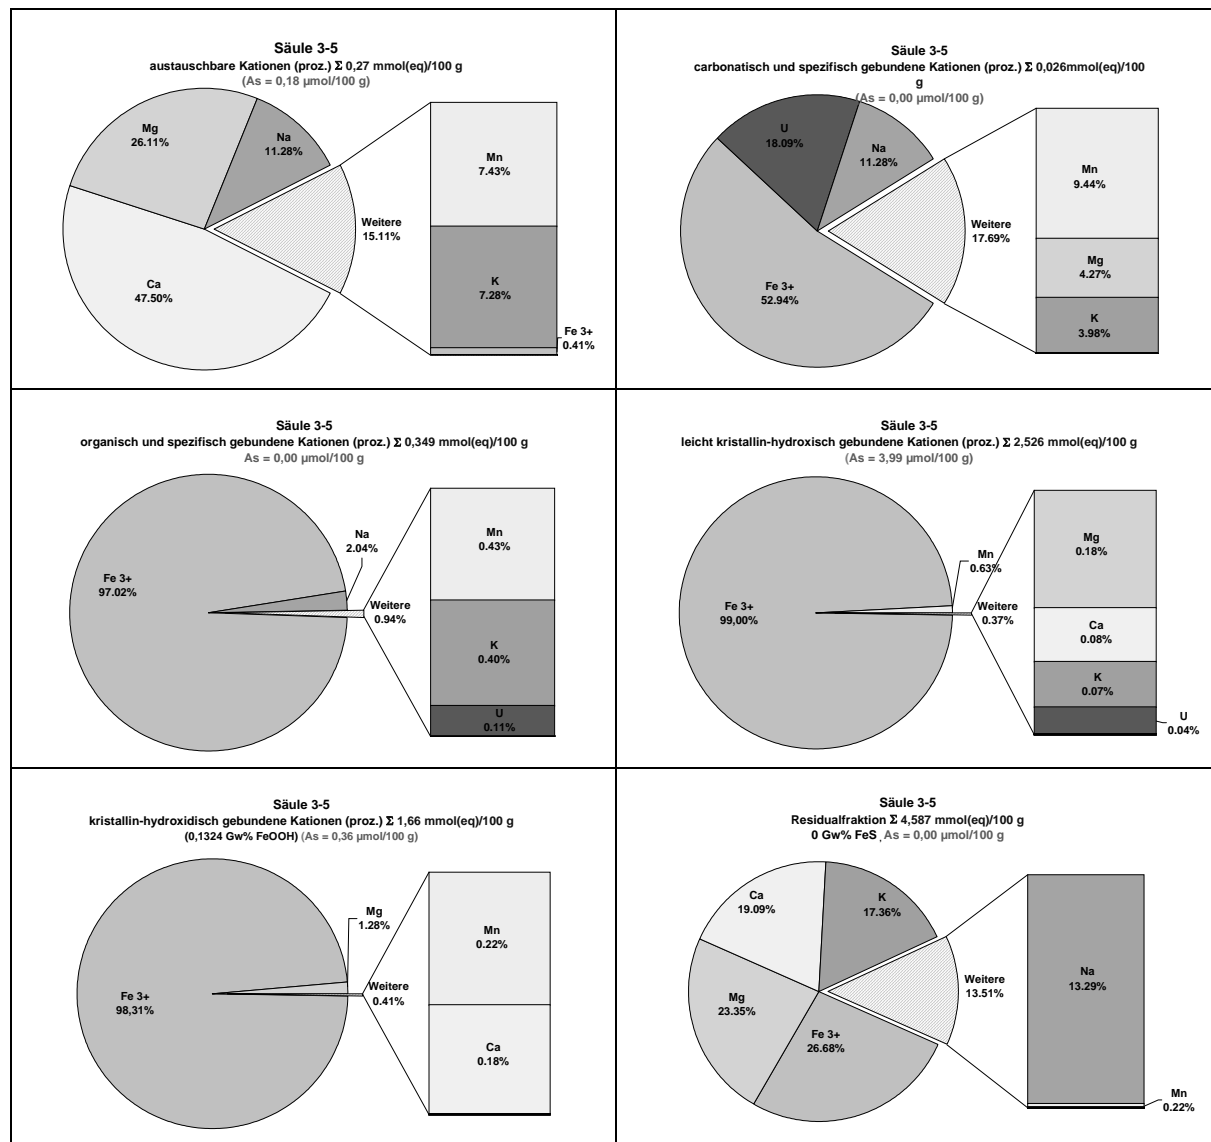 Säule 3-5
austauschbare Kationen (proz.) Σ 0,27 mmol(eq)/100 g
(As = 0,18 µmol/100 g)
Mg
26.11%
Na
11.28%
Ca
47.50%
Weitere
15.11%
Mn
7.43%
K
7.28%
Fe 3+
0.41%
Säule 3-5
carbonatisch und spezifisch gebundene Kationen (proz.) Σ 0,026mmol(eq)/100
g
(As = 0,00 µmol/100 g)
U
18.09%
Na
11.28%
Fe 3+
52.94%
Weitere
17.69%
Mn
9.44%
Mg
4.27%
K
3.98%
Säule 3-5
organisch und spezifisch gebundene Kationen (proz.) Σ 0,349 mmol(eq)/100 g
As = 0,00 µmol/100 g
Fe 3+
97.02%
Na
2.04%
Weitere
0.94%
Mn
0.43%
K
0.40%
U
0.11%
Säule 3-5
leicht kristallin-hydroxisch gebundene Kationen (proz.) Σ 2,526 mmol(eq)/100 g
(As = 3,99 µmol/100 g)
Fe 3+
99,00%
Mn
0.63%
Weitere
0.37%
Mg
0.18%
Ca
0.08%
K
0.07%
U
0.04%
Säule 3-5
kristallin-hydroxidisch gebundene Kationen (proz.) Σ 1,66 mmol(eq)/100 g
(0,1324 Gw% FeOOH) (As = 0,36 µmol/100 g)
Fe 3+
98,31%
Mg
1.28%
Weitere
0.41%
Mn
0.22%
Ca
0.18%
Säule 3-5
Residualfraktion Σ 4,587 mmol(eq)/100 g
0 Gw% FeS , As = 0,00 µmol/100 g
Ca
19.09%
K
17.36%
Mg
23.35%
Fe 3+
26.68%
Weitere
13.51%
Na
13.29%
Mn
0.22%